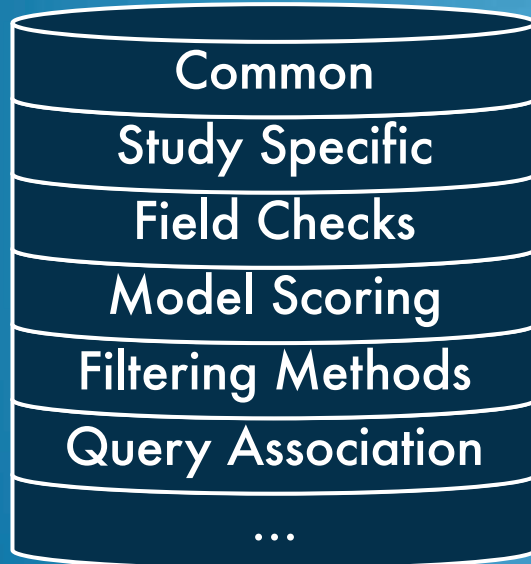 Common
Study Specific
Field Checks
Model Scoring
Filtering Methods
Query Association
...